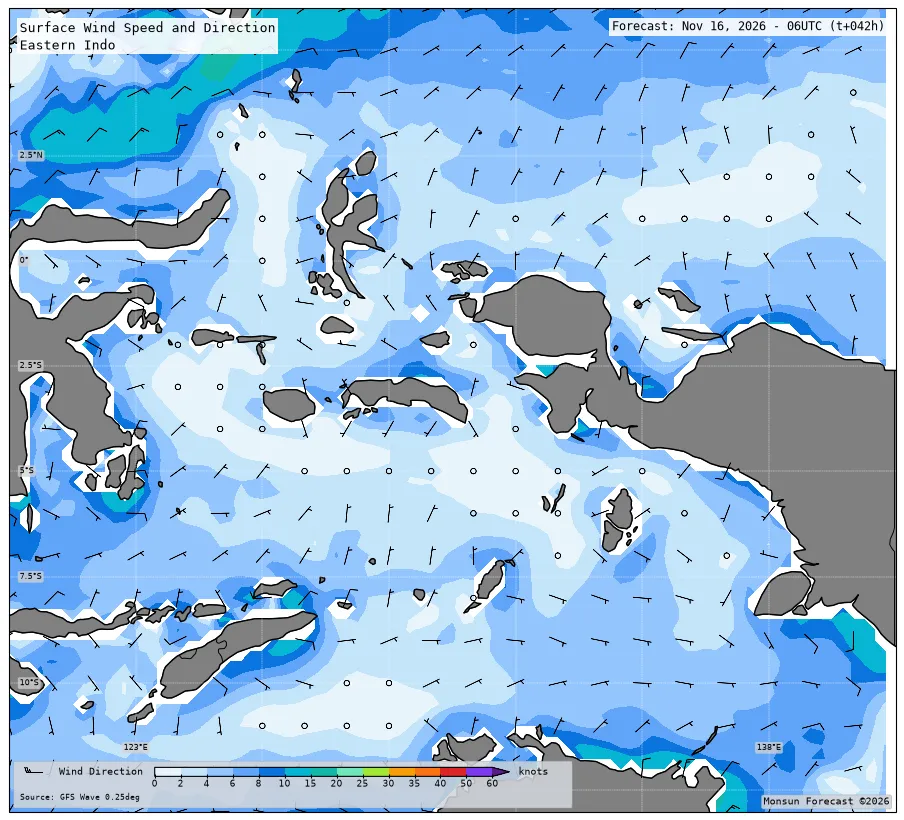 Surface Wind Speed and Direction
Eastern Indo
Forecast: Nov 16, 2026 - 06UTC (t+042h)
2.5°N
0°
2.5°S
5°S
7.5°S
10°S
123°E
138°E
Wind Direction
0 2 4 6 8 10 15 20 25 30 35 40 50 60
knots
Source: GFS Wave 0.25deg
Monsun Forecast ©2026